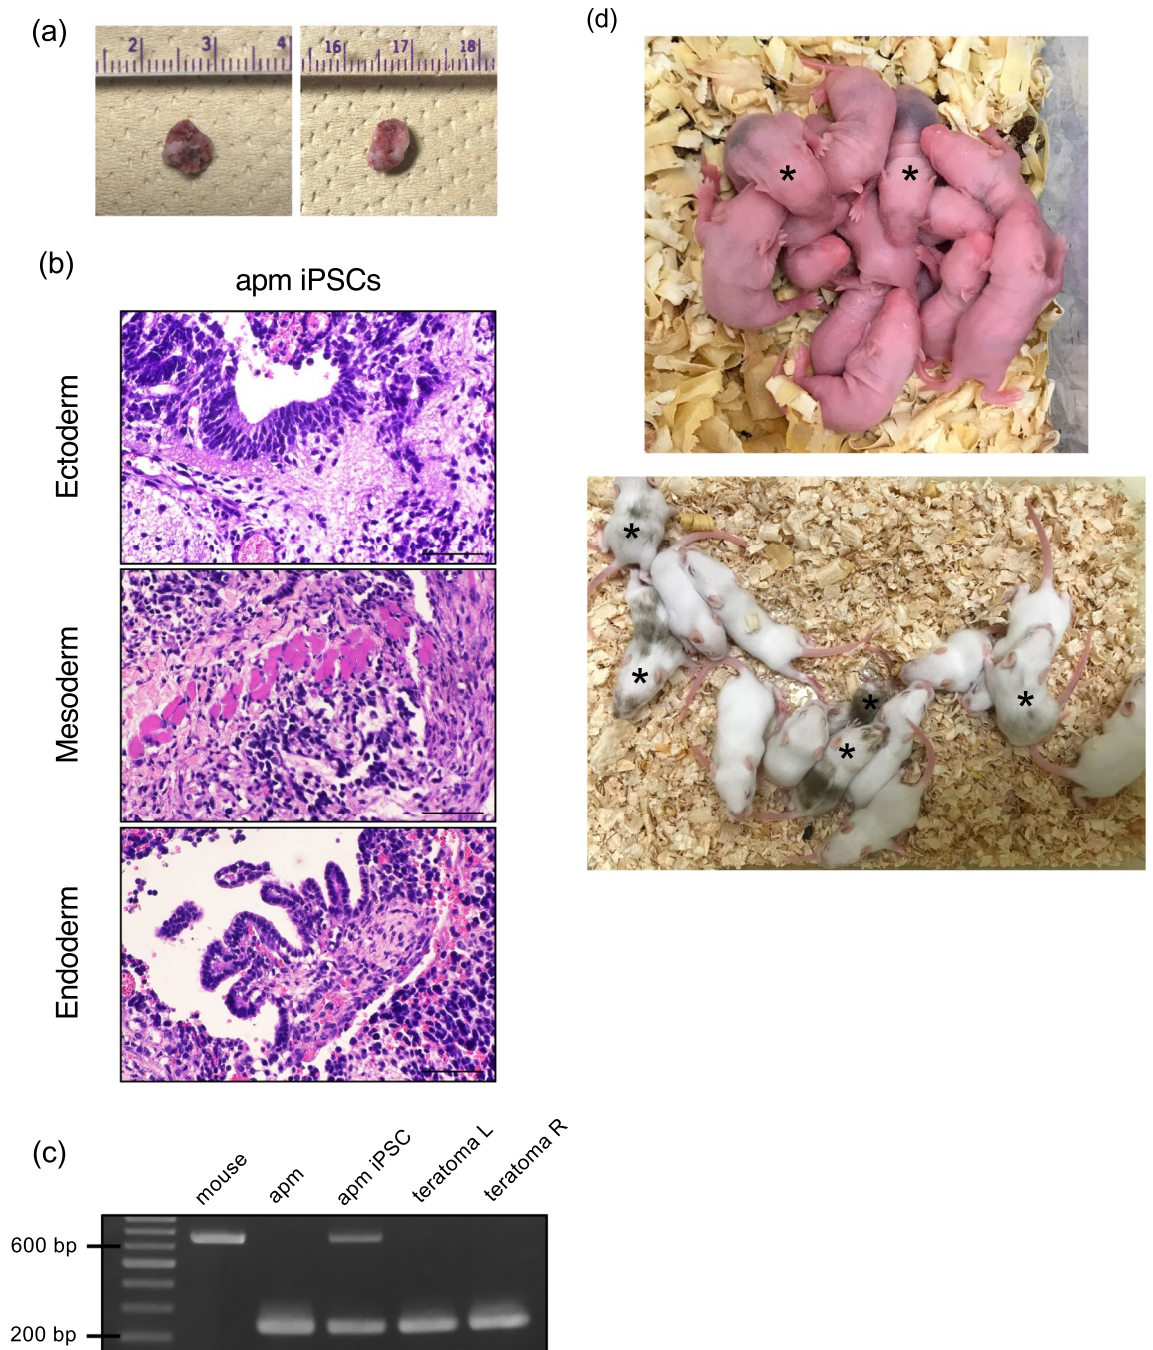 (a)
2 3 4
16 17 18
(b)
apm iPSCs
Ectoderm
Mesoderm
Endoderm
(c)
mouse
apm
apm iPSC
teratoma L
teratoma R
600 bp
200 bp
(d)
*
*
*
*
*
*
*